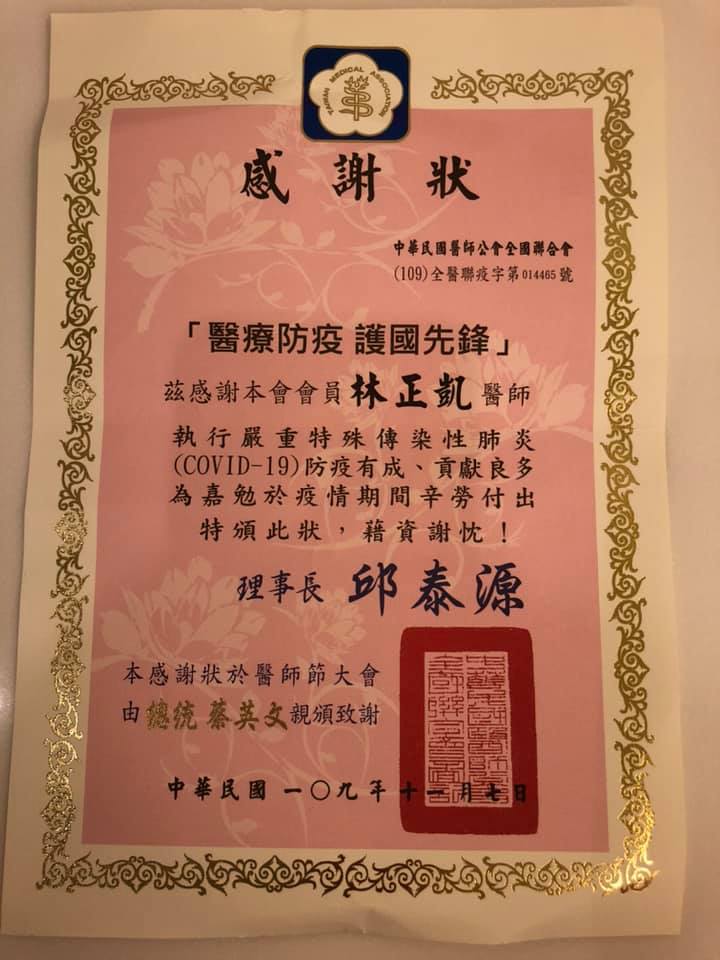 TAIWAN MEDICAL ASSOCIATION
感謝狀
中華民國醫師公會全國聯合會
(109)全醫聯疫字第014465號
「醫療防疫 護國先鋒」
茲感謝本會會員林正凱醫師
執行嚴重特殊傳染性肺炎
(COVID-19)防疫有成、貢獻良多
為嘉勉於疫情期間辛勞付出
特頒此狀，藉資謝忱！
理事長 邱泰源
本感謝狀於醫師節大會
由總統 蔡英文親頒致謝
中華民國 一〇九年十一月七日